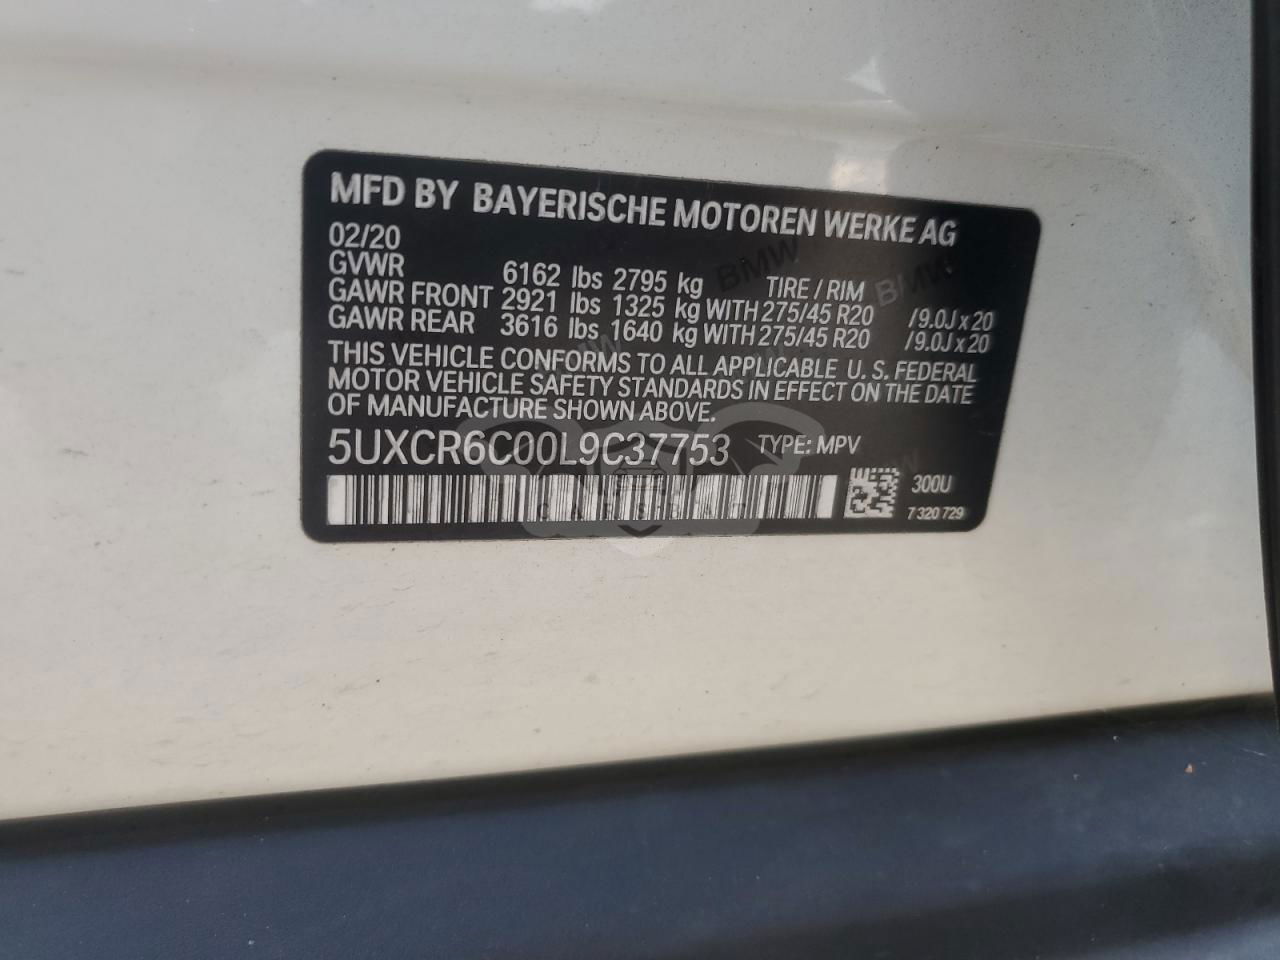 MFD BY BAYERISCHE MOTOREN WERKE AG
02/20
GVWR 6162 lbs 2795 kg TIRE / RIM
GAWR FRONT 2921 lbs 1325 kg WITH 275/45 R20 /9.0J x 20
GAWR REAR 3616 lbs 1640 kg WITH 275/45 R20 /9.0J x 20
THIS VEHICLE CONFORMS TO ALL APPLICABLE U. S. FEDERAL
MOTOR VEHICLE SAFETY STANDARDS IN EFFECT ON THE DATE
OF MANUFACTURE SHOWN ABOVE.
5UXCR6C00L9C37753 TYPE: MPV
300U
7 320 729
BMW
BMW